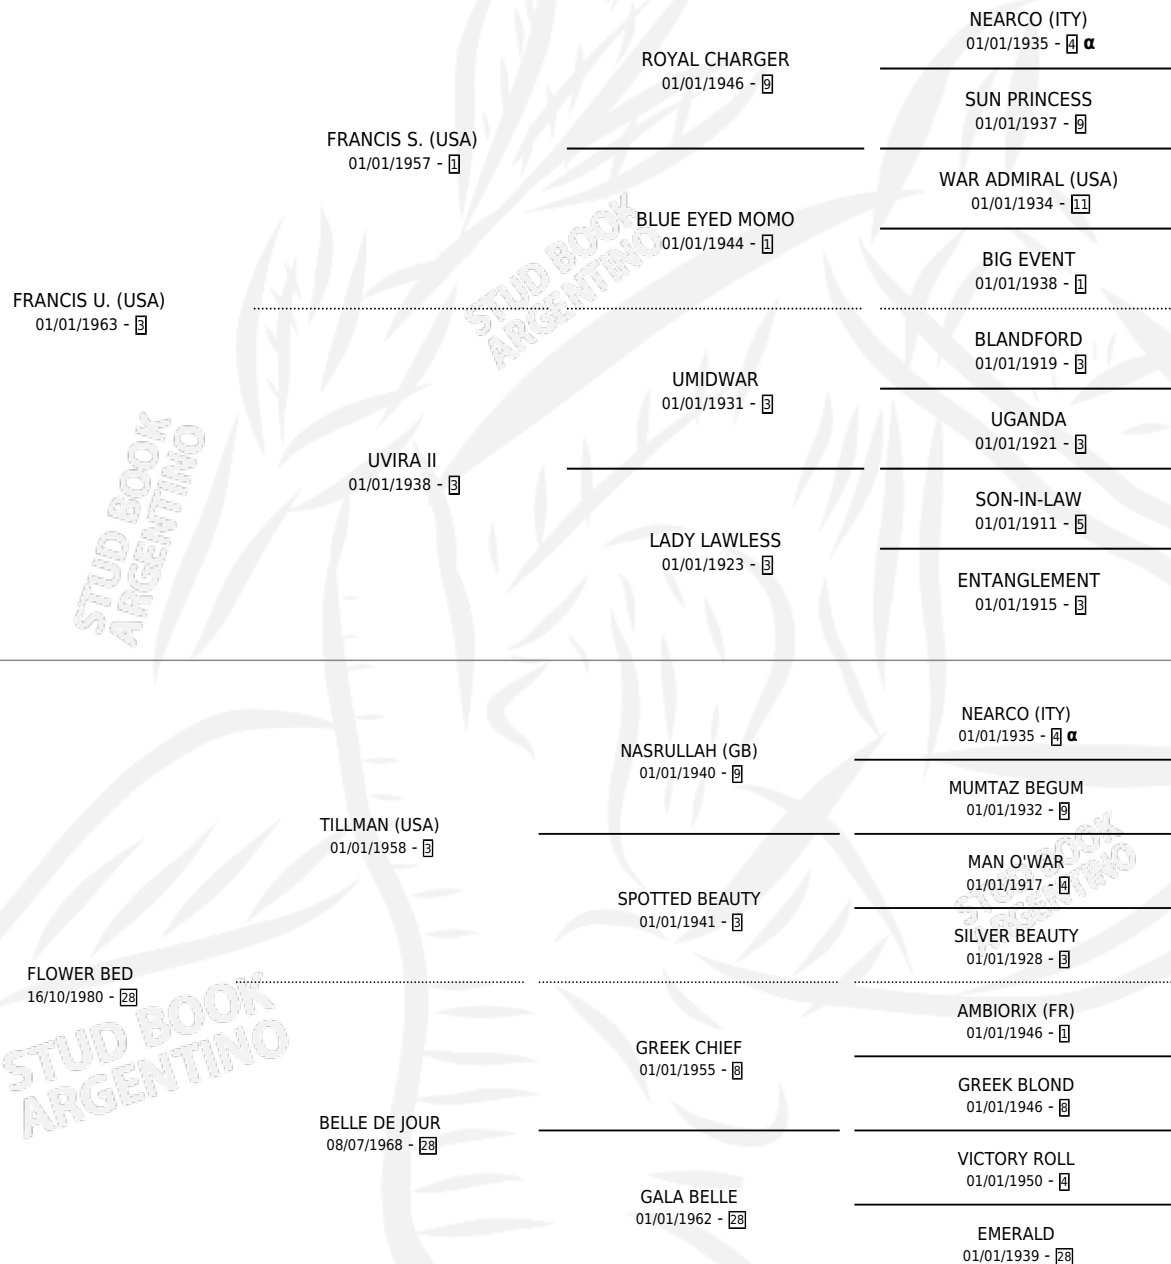 NEARCO (ITY)
01/01/1935 - 4 α
ROYAL CHARGER
01/01/1946 - 9
SUN PRINCESS
01/01/1937 - 9
FRANCIS S. (USA)
01/01/1957 - 1
WAR ADMIRAL (USA)
01/01/1934 - 11
BLUE EYED MOMO
01/01/1944 - 1
BIG EVENT
01/01/1938 - 1
FRANCIS U. (USA)
01/01/1963 - 3
BLANDFORD
01/01/1919 - 3
UMIDWAR
01/01/1931 - 3
UGANDA
01/01/1921 - 3
UVIRA II
01/01/1938 - 3
SON-IN-LAW
01/01/1911 - 5
LADY LAWLESS
01/01/1923 - 3
ENTANGLEMENT
01/01/1915 - 3
NEARCO (ITY)
01/01/1935 - 4 α
NASRULLAH (GB)
01/01/1940 - 9
MUMTAZ BEGUM
01/01/1932 - 9
TILLMAN (USA)
01/01/1958 - 3
MAN O'WAR
01/01/1917 - 4
SPOTTED BEAUTY
01/01/1941 - 3
SILVER BEAUTY
01/01/1928 - 3
FLOWER BED
16/10/1980 - 28
AMBIORIX (FR)
01/01/1946 - 1
GREEK CHIEF
01/01/1955 - 8
GREEK BLOND
01/01/1946 - 8
BELLE DE JOUR
08/07/1968 - 28
VICTORY ROLL
01/01/1950 - 4
GALA BELLE
01/01/1962 - 28
EMERALD
01/01/1939 - 28
STUD BOOK
ARGENTINO
STUD BOOK
ARGENTINO
STUD BOOK
ARGENTINO
STUD BOOK
ARGENTINO